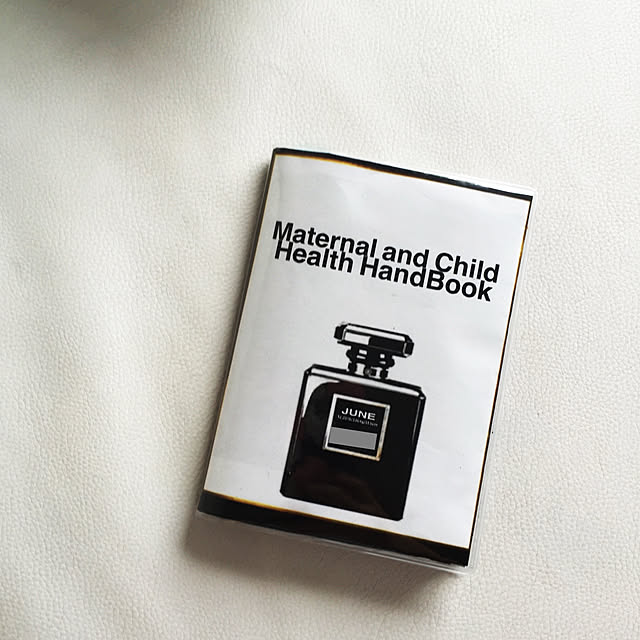 Maternal and Child
Health HandBook
JUNE